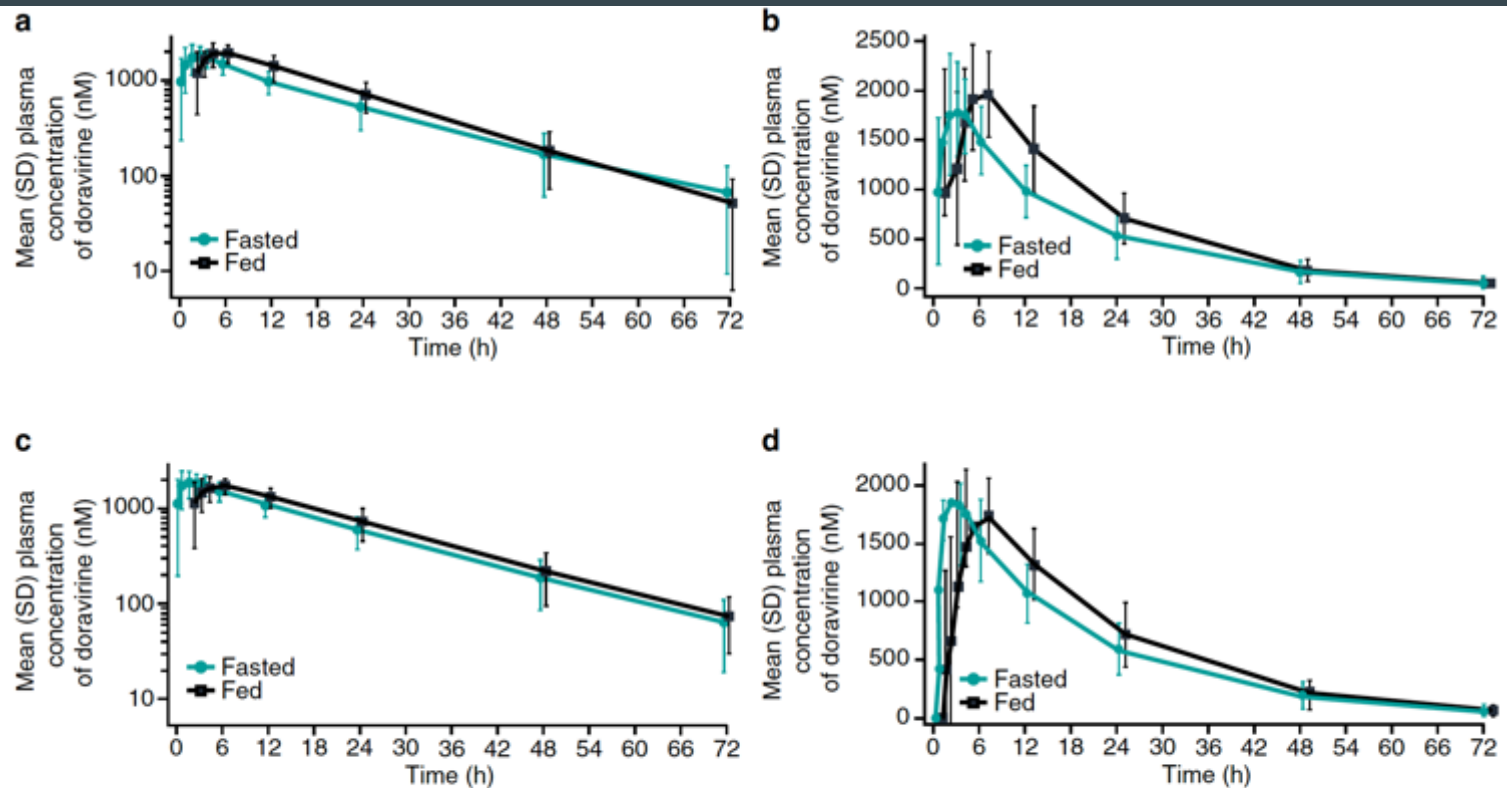 a
Mean (SD) plasma
concentration
of doravirine (nM)
1000
100
10
Fasted
Fed
0 6 12 18 24 30 36 42 48 54 60 66 72
Time (h)
b
Mean (SD) plasma
concentration
of doravirine (nM)
2500
2000
1500
1000
500
0
Fasted
Fed
0 6 12 18 24 30 36 42 48 54 60 66 72
Time (h)
c
Mean (SD) plasma
concentration
of doravirine (nM)
1000
100
10
Fasted
Fed
0 6 12 18 24 30 36 42 48 54 60 66 72
Time (h)
d
Mean (SD) plasma
concentration
of doravirine (nM)
2000
1500
1000
500
0
Fasted
Fed
0 6 12 18 24 30 36 42 48 54 60 66 72
Time (h)